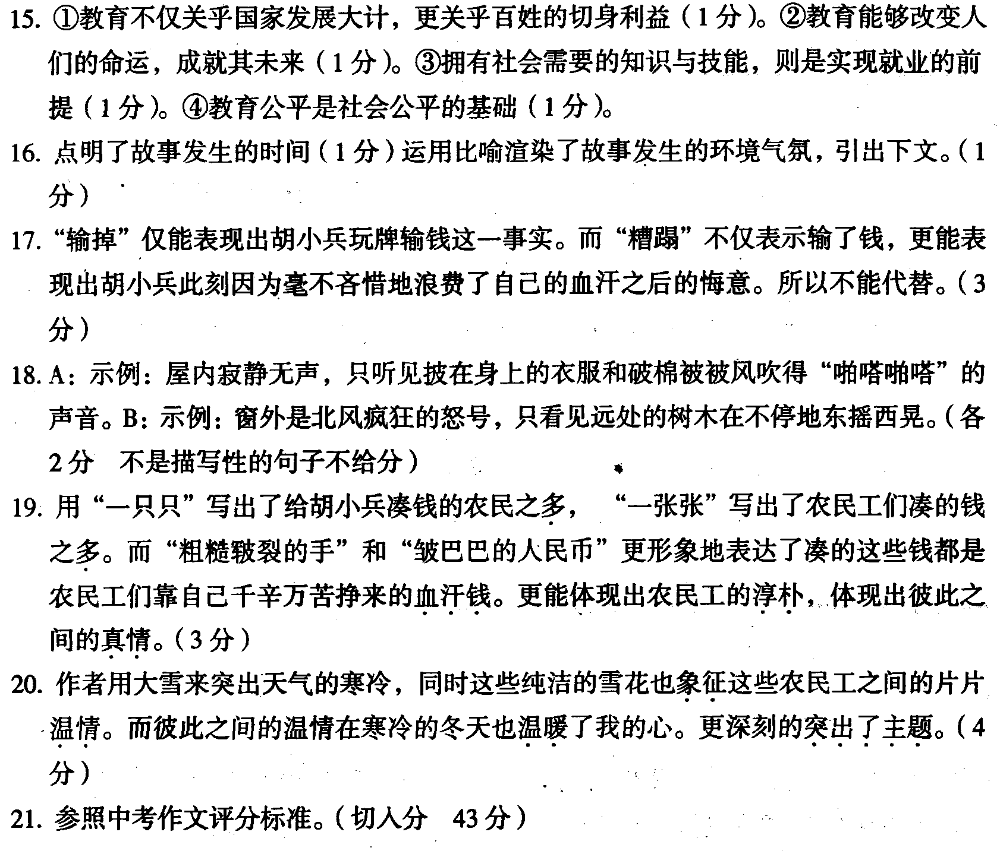 15. ①教育不仅关乎国家发展大计，更关乎百姓的切身利益（1分）。②教育能够改变人
们的命运，成就其未来（1分）。③拥有社会需要的知识与技能，则是实现就业的前
提（1分）。④教育公平是社会公平的基础（1分）。
16. 点明了故事发生的时间（1分）运用比喻渲染了故事发生的环境气氛，引出下文。（1
分）
17. “输掉”仅能表现出胡小兵玩牌输钱这一事实。而“糟蹋”不仅表示输了钱，更能表
现出胡小兵此刻因为毫不吝惜地浪费了自己的血汗之后的悔意。所以不能代替。（3
分）
18. A：示例：屋内寂静无声，只听见披在身上的衣服和破棉被被风吹得“啪嗒啪嗒”的
声音。B：示例：窗外是北风疯狂的怒号，只看见远处的树木在不停地东摇西晃。（各
2分　不是描写性的句子不给分）
19. 用“一只只”写出了给胡小兵凑钱的农民之多，“一张张”写出了农民工们凑的钱
之多。而“粗糙皲裂的手”和“皱巴巴的人民币”更形象地表达了凑的这些钱都是
农民工们靠自己千辛万苦挣来的血汗钱。更能体现出农民工的淳朴，体现出彼此之
间的真情。（3分）
20. 作者用大雪来突出天气的寒冷，同时这些纯洁的雪花也象征这些农民工之间的片片
温情。而彼此之间的温情在寒冷的冬天也温暖了我的心。更深刻的突出了主题。（4
分）
21. 参照中考作文评分标准。（切入分　43分）